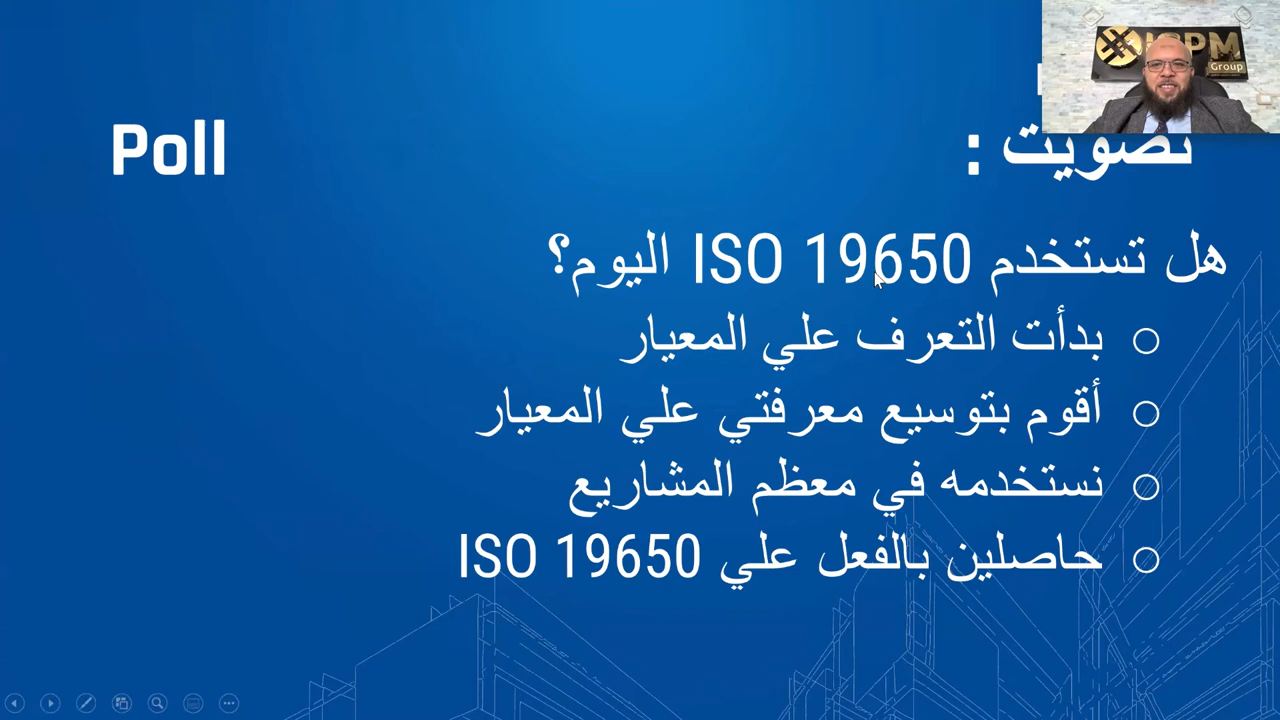 Group
تصويت :
Poll
هل تستخدم ISO 19650 اليوم؟
بدأت التعرف علي المعيار
أقوم بتوسيع معرفتي علي المعيار
نستخدمه في معظم المشاريع
حاصلين بالفعل علي ISO 19650